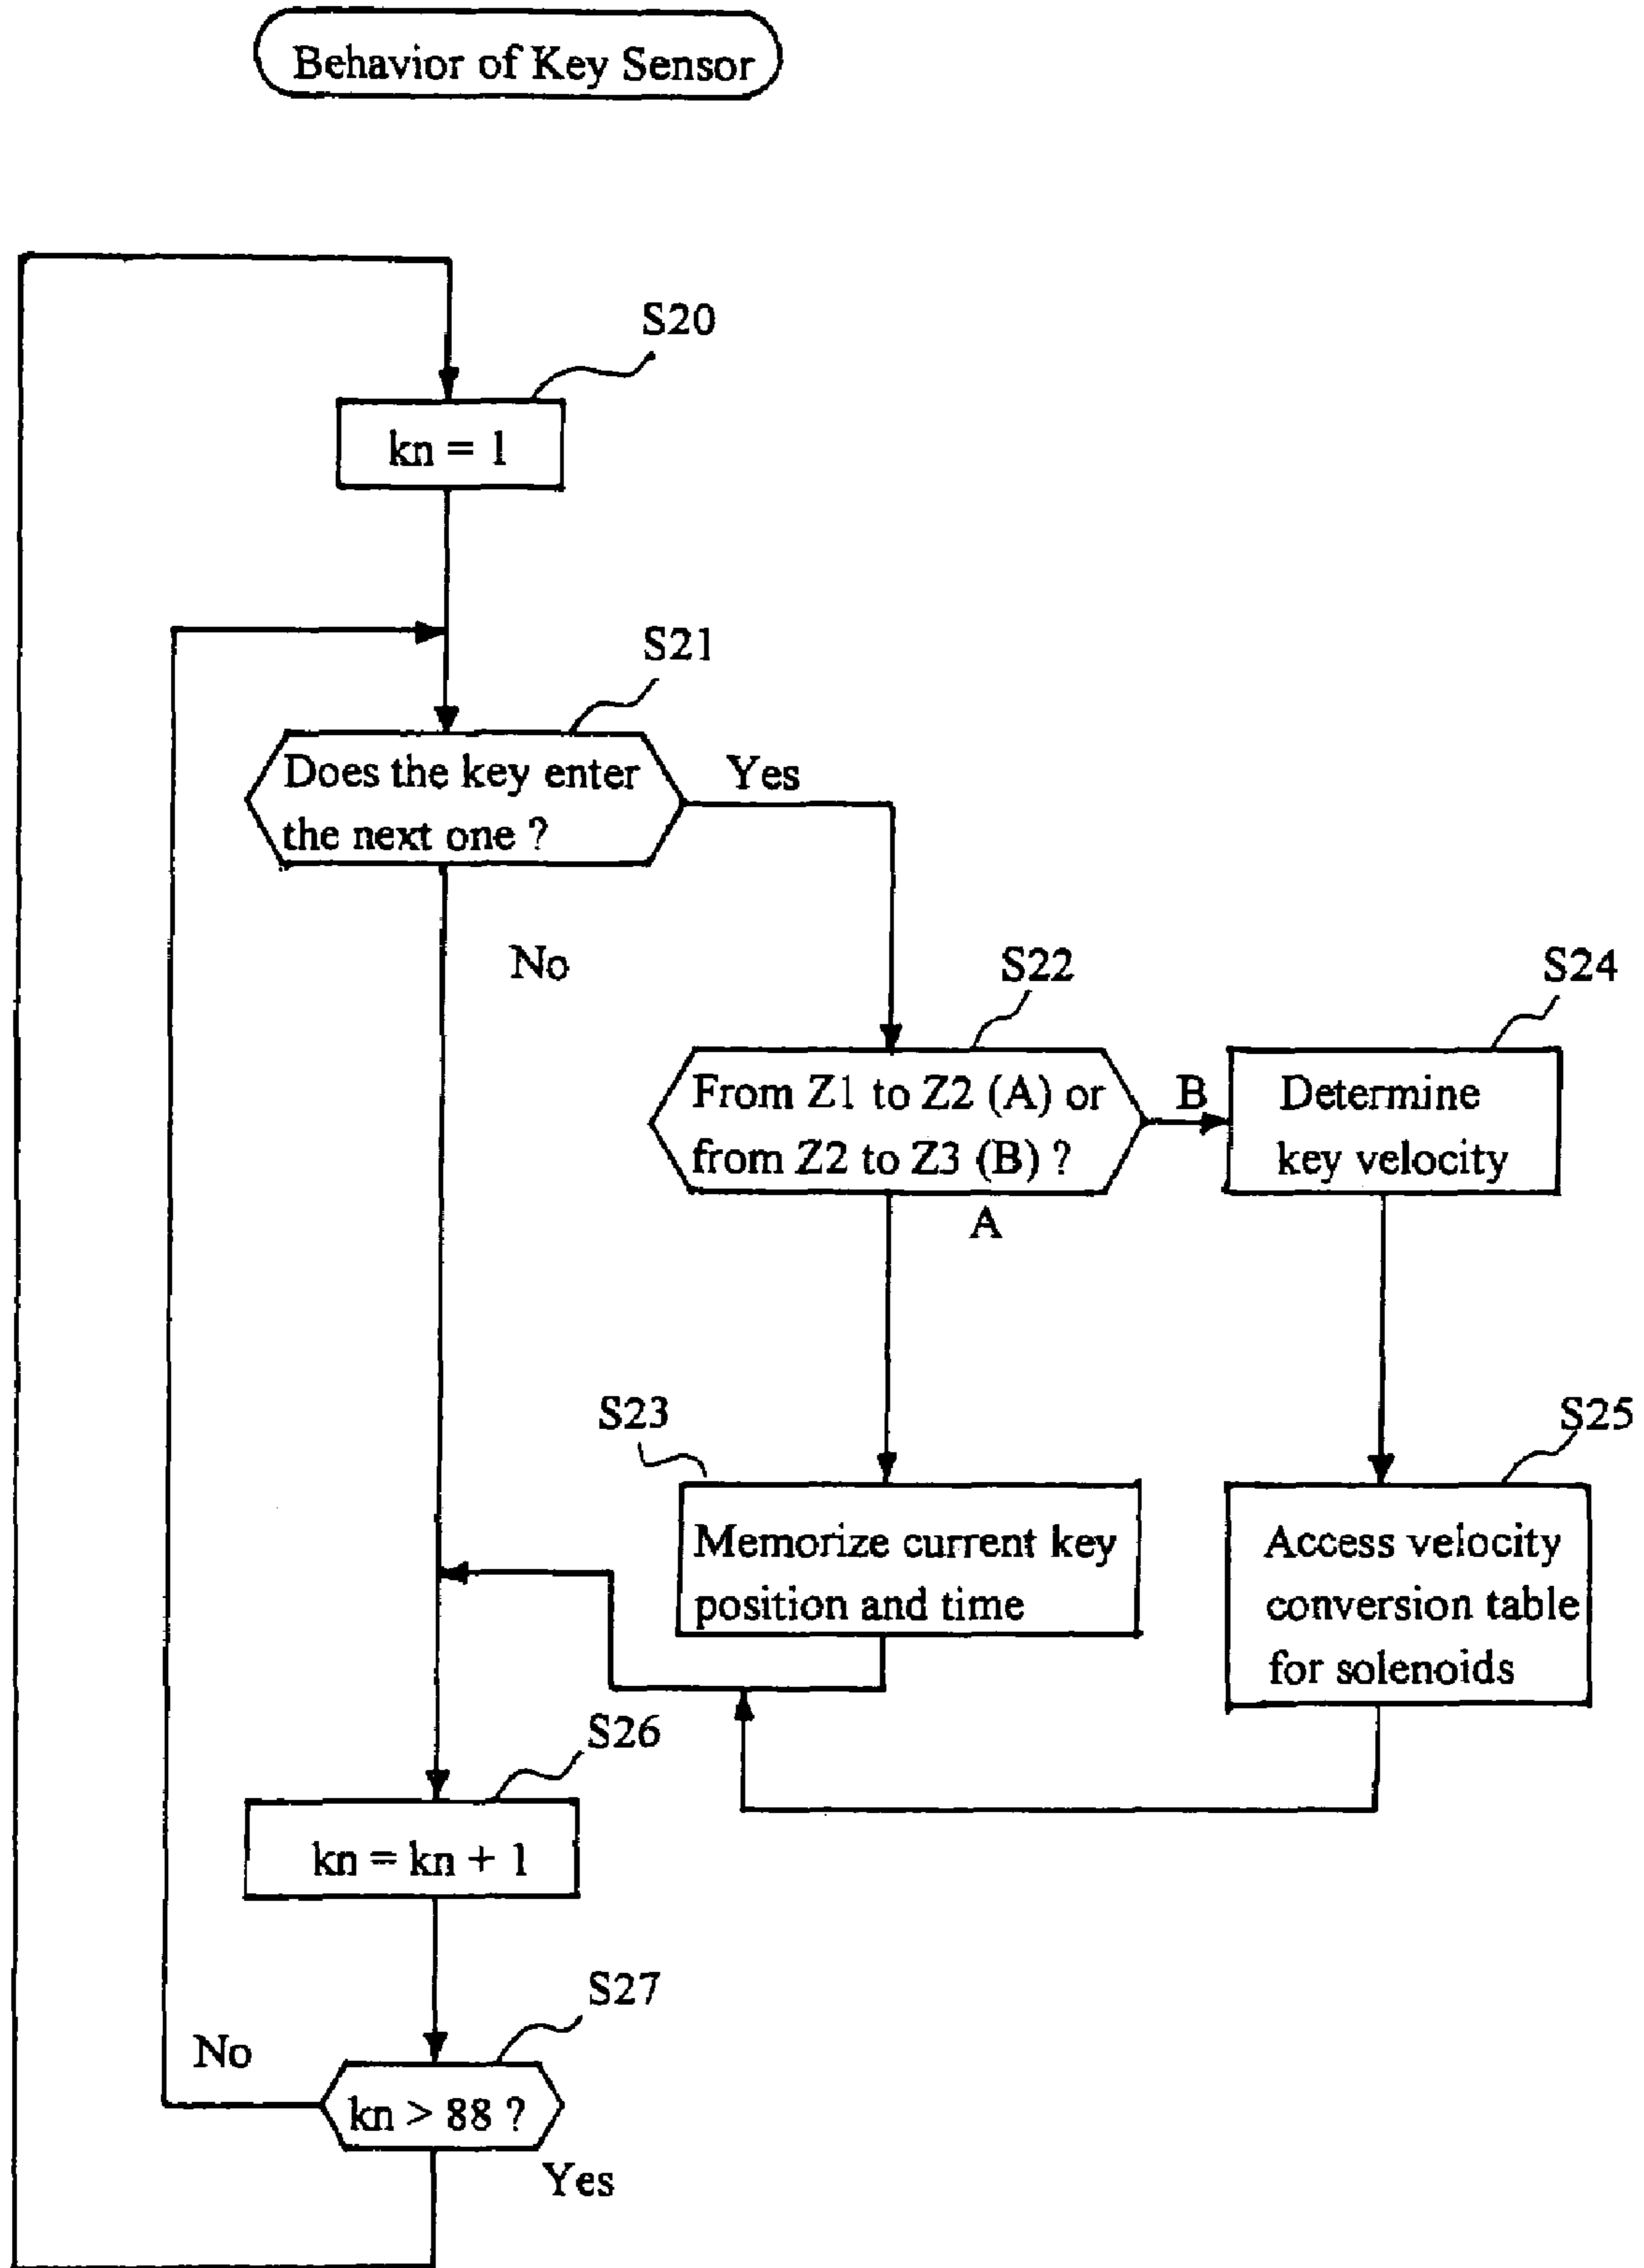 Behavior of Key Sensor
S20
kn = 1
S21
Does the key enter
the next one ?
Yes
No
S22
From Z1 to Z2 (A) or
from Z2 to Z3 (B) ?
B
A
S24
Determine
key velocity
S23
Memorize current key
position and time
S25
Access velocity
conversion table
for solenoids
S26
kn = kn + 1
S27
No
kn > 88 ?
Yes